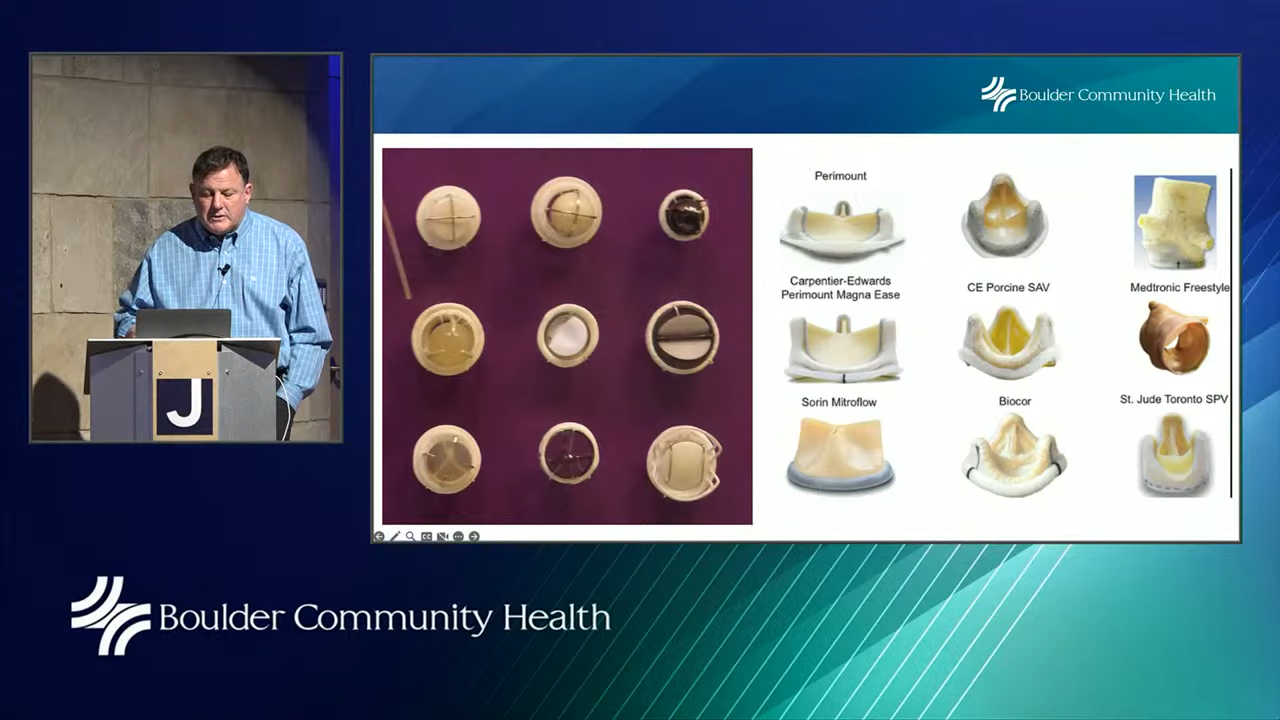 Boulder Community Health
Perimount
Carpentier-Edwards
Perimount Magna Ease
CE Porcine SAV
Medtronic Freestyle
Sorin Mitroflow
Biocor
St. Jude Toronto SPV
J
CC
Boulder Community Health